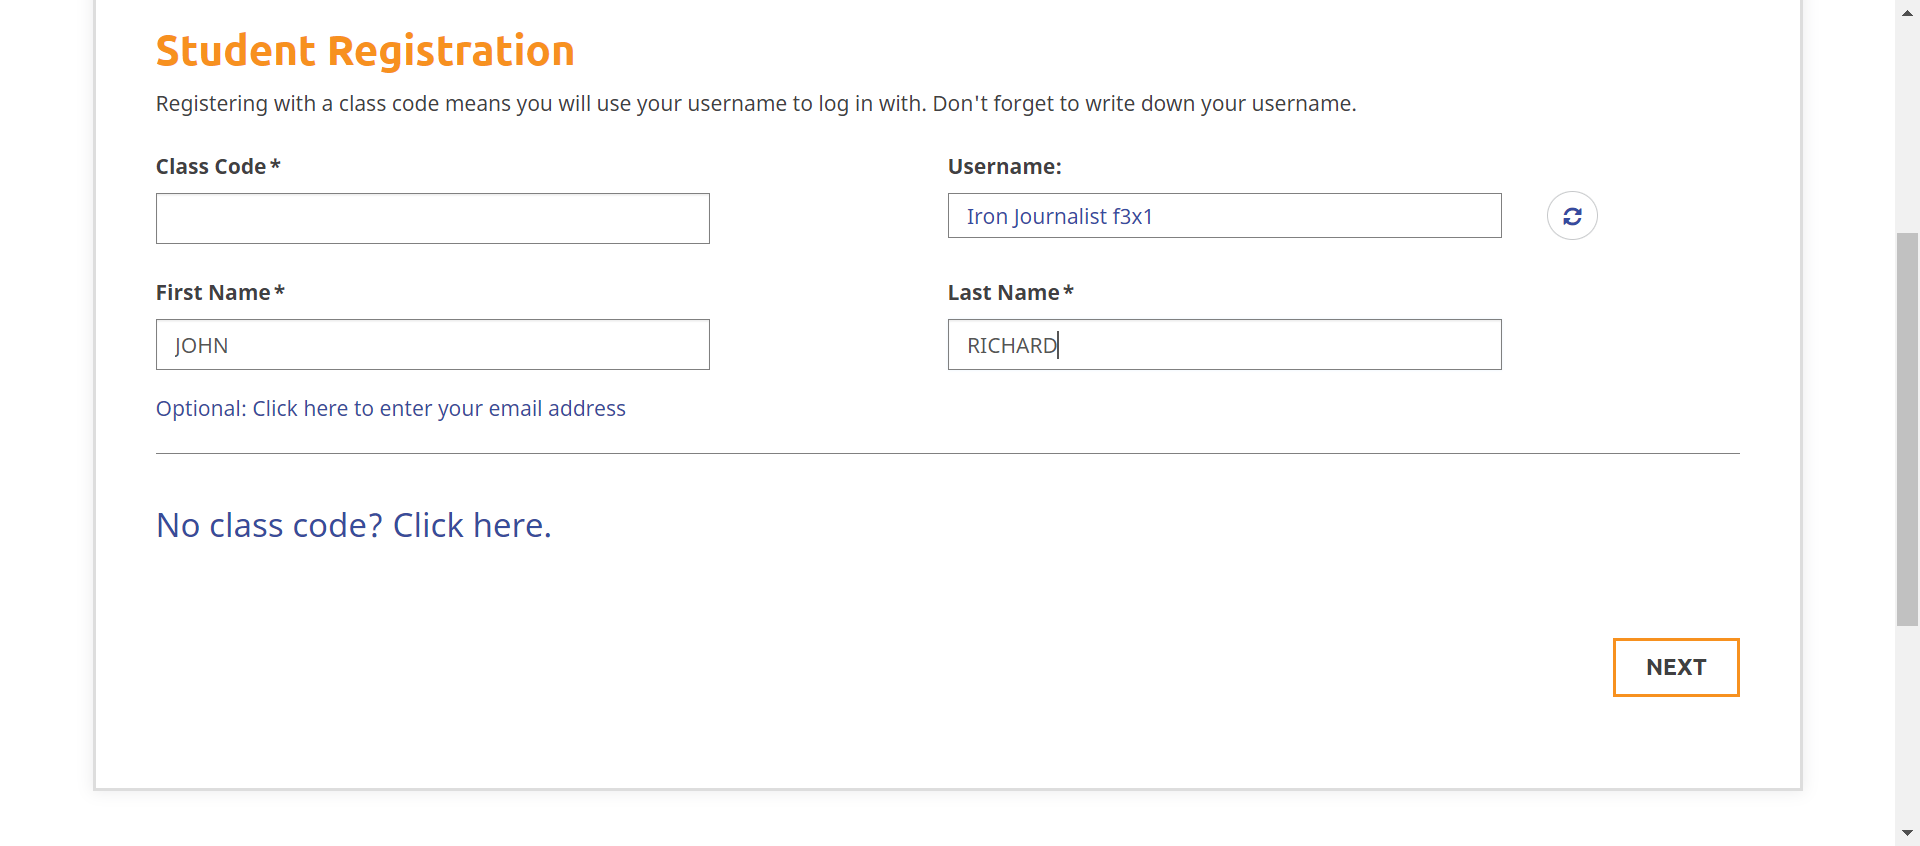 Student Registration
Registering with a class code means you will use your username to log in with. Don't forget to write down your username.
Class Code*
Username:
Iron Journalist f3x1
First Name*
Last Name*
JOHN
RICHARD
Optional: Click here to enter your email address
No class code? Click here.
NEXT